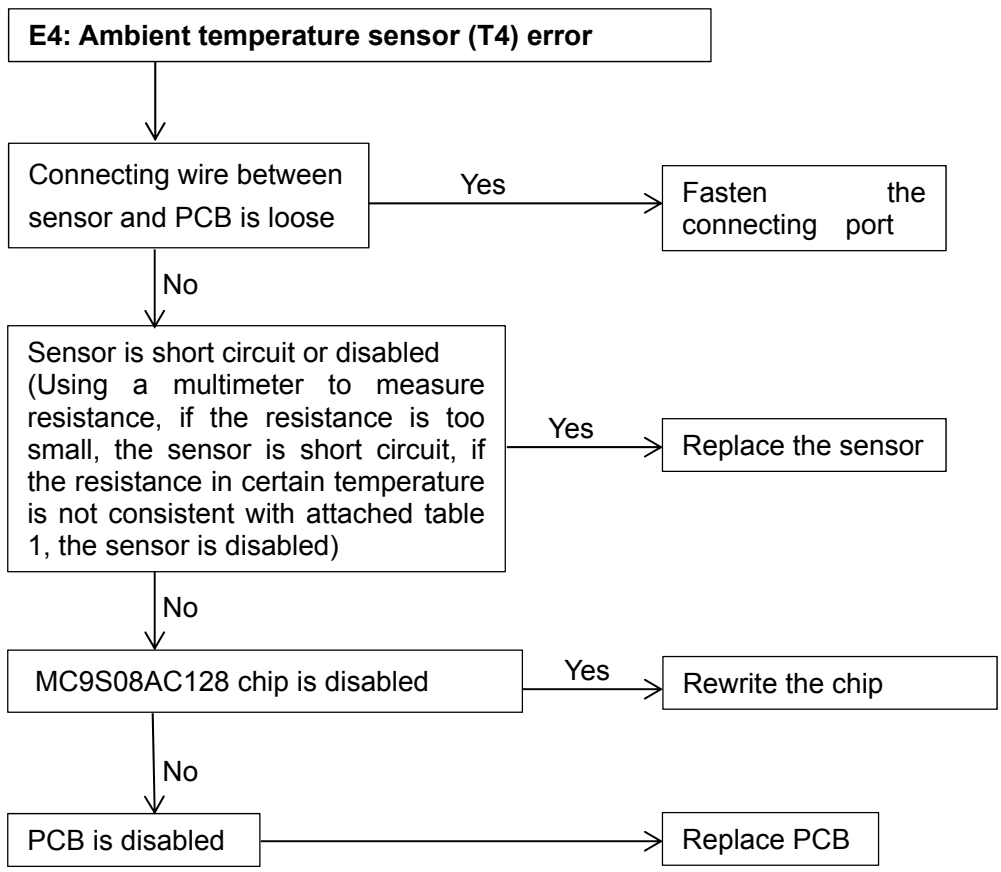 E4: Ambient temperature sensor (T4) error
Connecting wire between
sensor and PCB is loose
Yes
Fasten the
connecting port
No
Sensor is short circuit or disabled
(Using a multimeter to measure
resistance, if the resistance is too
small, the sensor is short circuit, if
the resistance in certain temperature
is not consistent with attached table
1, the sensor is disabled)
Yes
Replace the sensor
No
MC9S08AC128 chip is disabled
Yes
Rewrite the chip
No
PCB is disabled
Replace PCB